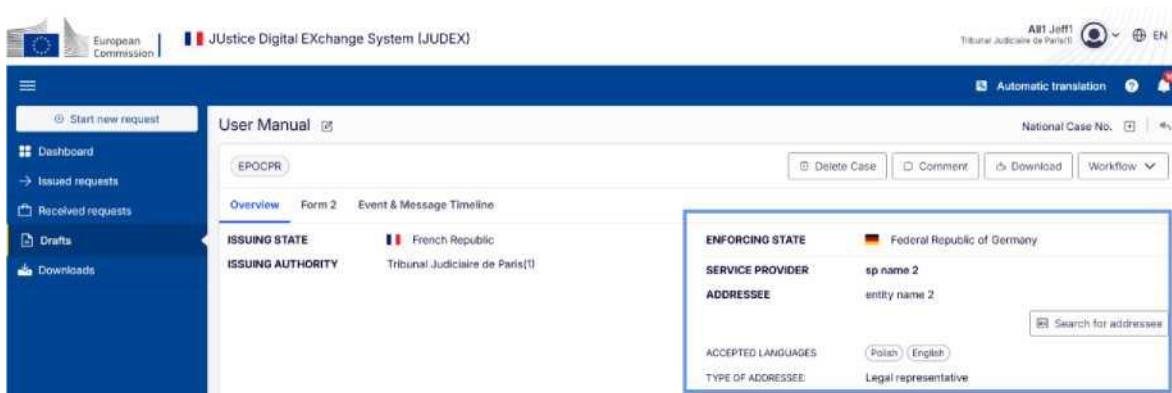 European
Commission
JUstice Digital EXchange System (JUDEX)
All1 Jeff1
Tribunal Judiciaire de Paris(1)
EN
Automatic translation
Start new request
Dashboard
Issued requests
Received requests
Drafts
Downloads
User Manual
National Case No.
EPOCPR
Delete Case
Comment
Download
Workflow
Overview Form 2 Event & Message Timeline
ISSUING STATE French Republic
ISSUING AUTHORITY Tribunal Judiciaire de Paris(1)
ENFORCING STATE Federal Republic of Germany
SERVICE PROVIDER sp name 2
ADDRESSEE entity name 2
Search for addressee
ACCEPTED LANGUAGES Polish English
TYPE OF ADDRESSEE: Legal representative